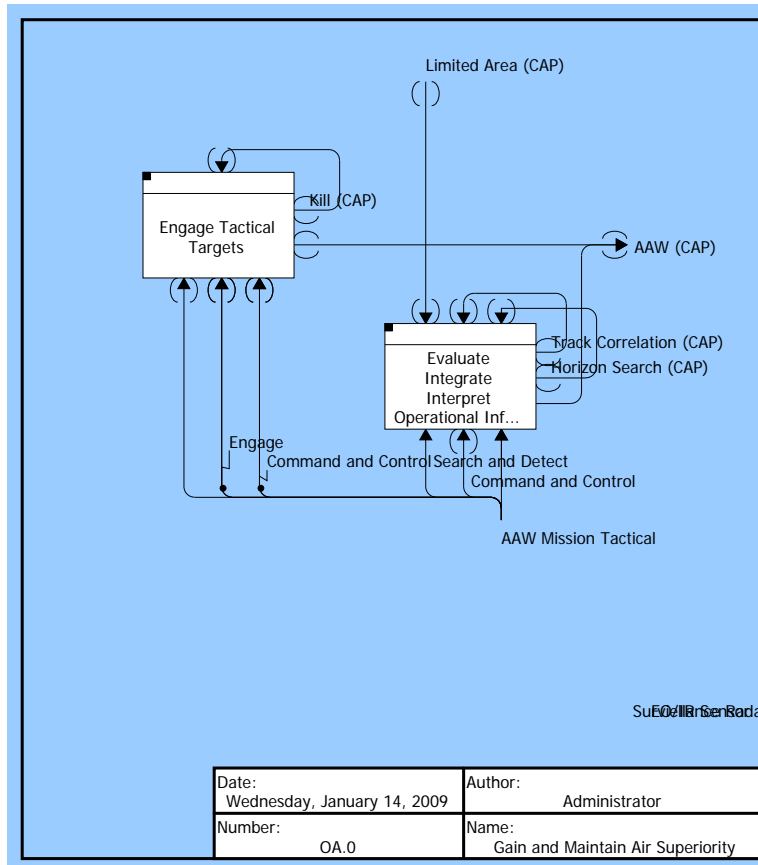 Limited Area (CAP)
Kill (CAP)
Engage Tactical
Targets
AAW (CAP)
Track Correlation (CAP)
Horizon Search (CAP)
Evaluate
Integrate
Interpret
Operational Inf...
Engage
Command and Control
Search and Detect
Command and Control
AAW Mission Tactical
Date:
Wednesday, January 14, 2009
Author:
Administrator
Number:
OA.0
Name:
Gain and Maintain Air Superiority